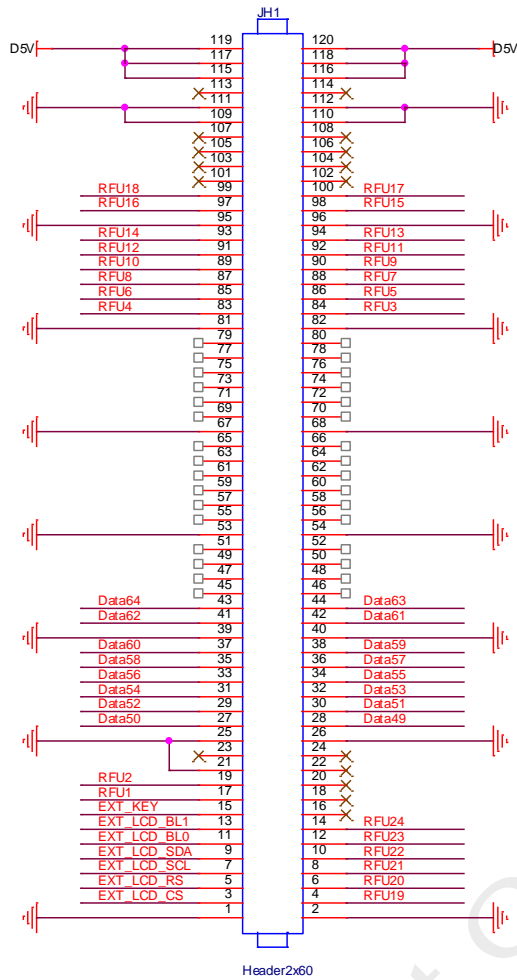 JH1
D5V 119 120 D5V
117 118
115 116
113 114
111 112
109 110
107 108
105 106
103 104
101 102
RFU18 99 100 RFU17
RFU16 97 98 RFU15
95 96
RFU14 93 94 RFU13
RFU12 91 92 RFU11
RFU10 89 90 RFU9
RFU8 87 88 RFU7
RFU6 85 86 RFU5
RFU4 83 84 RFU3
81 82
79 80
77 78
75 76
73 74
71 72
69 70
67 68
65 66
63 64
61 62
59 60
57 58
55 56
53 54
51 52
49 50
47 48
45 46
Data64 43 44 Data63
Data62 41 42 Data61
39 40
Data60 37 38 Data59
Data58 35 36 Data57
Data56 33 34 Data55
Data54 31 32 Data53
Data52 29 30 Data51
Data50 27 28 Data49
25 26
23 24
21 22
RFU2 19 20
RFU1 17 18
EXT_KEY 15 16
EXT_LCD_BL1 13 14 RFU24
EXT_LCD_BL0 11 12 RFU23
EXT_LCD_SDA 9 10 RFU22
EXT_LCD_SCL 7 8 RFU21
EXT_LCD_RS 5 6 RFU20
EXT_LCD_CS 3 4 RFU19
1 2
Header2x60